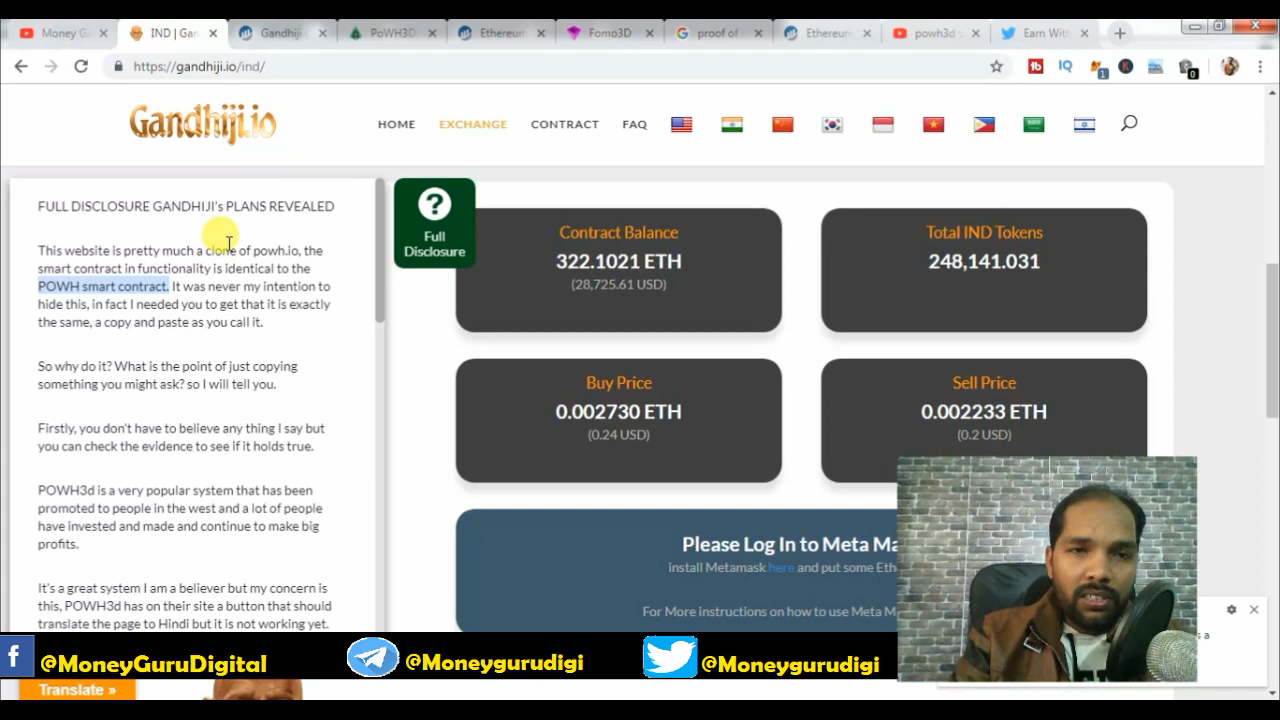 Money G
IND | Gan
Gandhiji
PoWH3D
Ethereum
Fomo3D
proof of
Ethereum
powh3d s
Earn With
https://gandhiji.io/ind/
Gandhiji.io
HOME
EXCHANGE
CONTRACT
FAQ
FULL DISCLOSURE GANDHIJI's PLANS REVEALED
This website is pretty much a clone of powh.io, the
smart contract in functionality is identical to the
POWH smart contract. It was never my intention to
hide this, in fact I needed you to get that it is exactly
the same, a copy and paste as you call it.
So why do it? What is the point of just copying
something you might ask? so I will tell you.
Firstly, you don't have to believe any thing I say but
you can check the evidence to see if it holds true.
POWH3d is a very popular system that has been
promoted to people in the west and a lot of people
have invested and made and continue to make big
profits.
It's a great system I am a believer but my concern is
this, POWH3d has on their site a button that should
translate the page to Hindi but it is not working yet.
?
Full
Disclosure
Contract Balance
322.1021 ETH
(28,725.61 USD)
Total IND Tokens
248,141.031
Buy Price
0.002730 ETH
(0.24 USD)
Sell Price
0.002233 ETH
(0.2 USD)
Please Log In to Meta Ma
install Metamask here and put some Eth
For More instructions on how to use Meta M
s a
@MoneyGuruDigital
@Moneygurudigi
@Moneygurudigi
Translate »